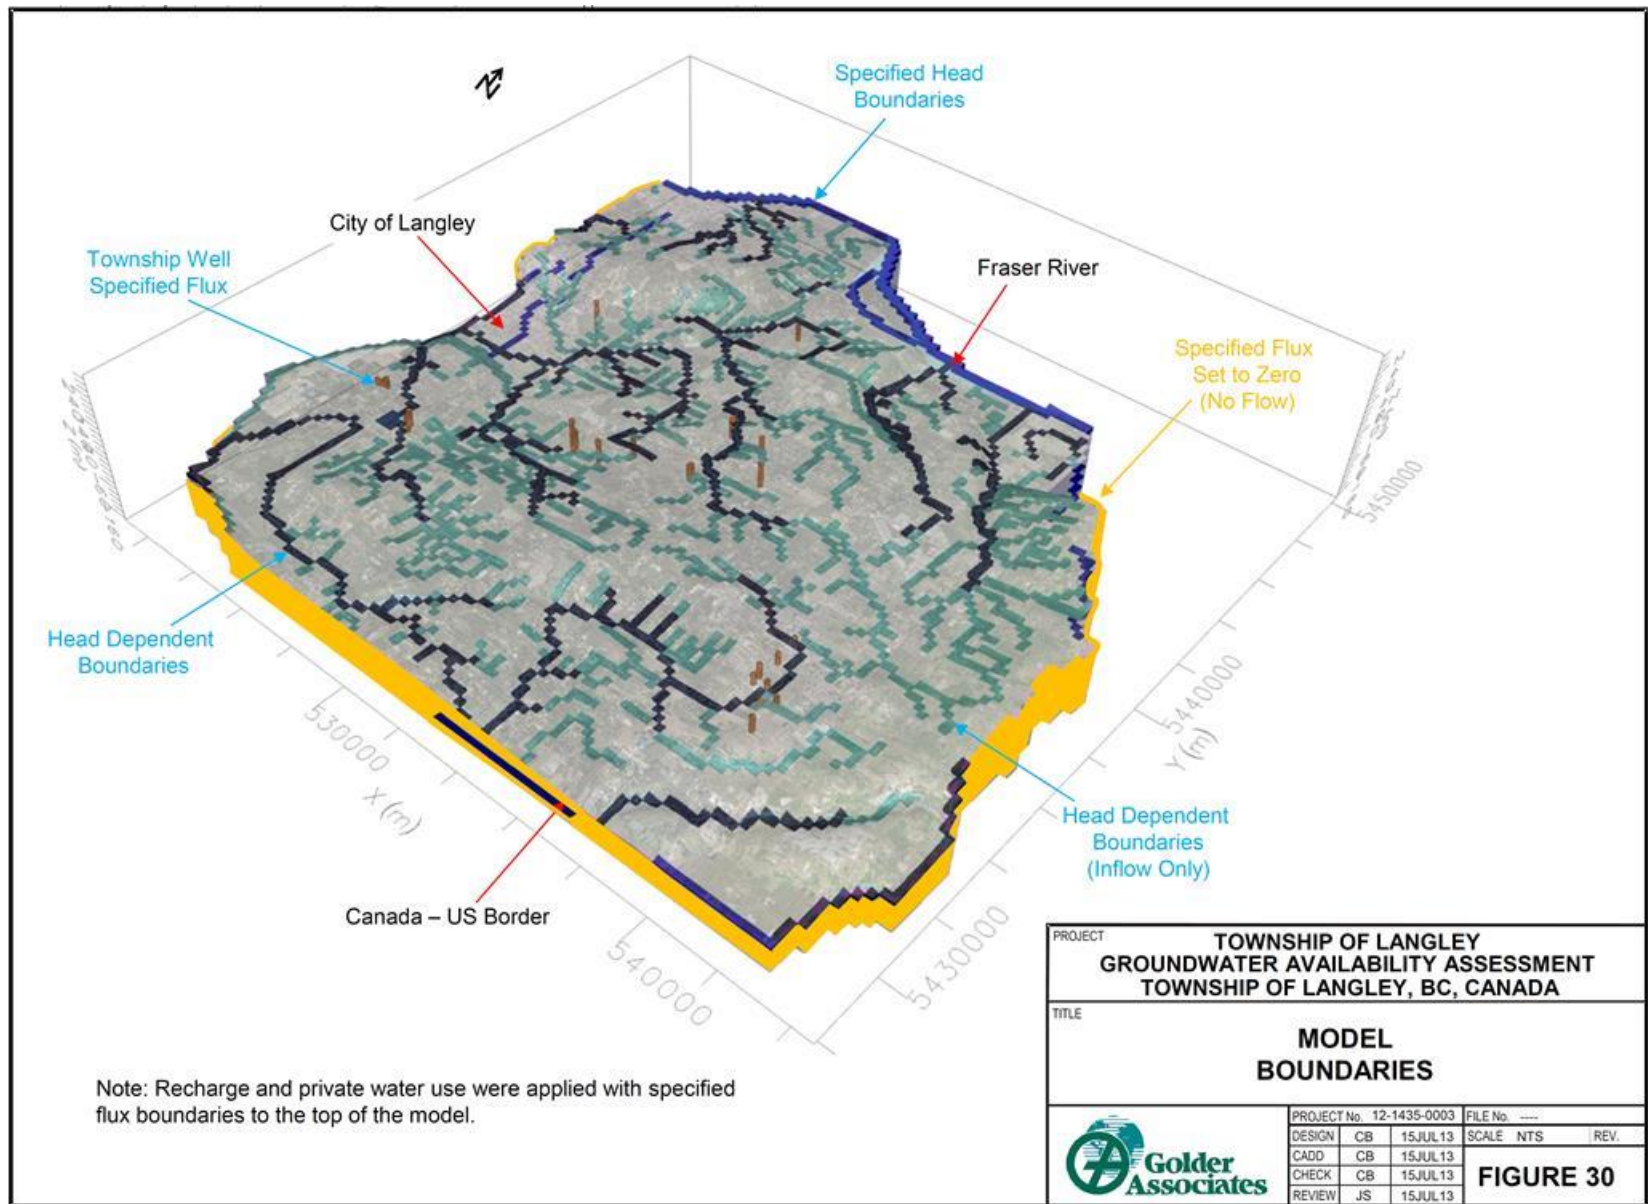 Specified Head
Boundaries
City of Langley
Township Well
Specified Flux
Fraser River
Specified Flux
Set to Zero
(No Flow)
5450000
Head Dependent
Boundaries
530000
X (m)
5440000
Y (m)
Head Dependent
Boundaries
(Inflow Only)
Canada – US Border
540000
5430000
Note: Recharge and private water use were applied with specified
flux boundaries to the top of the model.
PROJECT
TOWNSHIP OF LANGLEY
GROUNDWATER AVAILABILITY ASSESSMENT
TOWNSHIP OF LANGLEY, BC, CANADA
TITLE
MODEL
BOUNDARIES
Golder
Associates
PROJECT No. 12-1435-0003 FILE No. ----
DESIGN CB 15JUL13 SCALE NTS REV.
CADD CB 15JUL13
CHECK CB 15JUL13
REVIEW JS 15JUL13
FIGURE 30